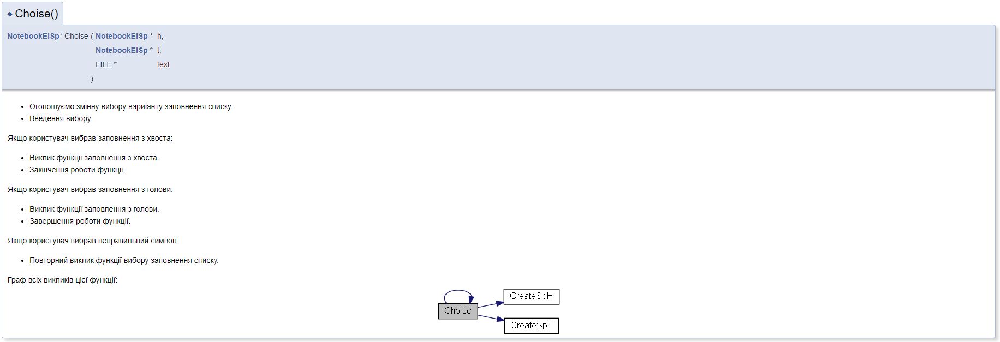 ◆ Choise()
NotebookElSp* Choise ( NotebookElSp * h,
NotebookElSp * t,
FILE * text
)
• Оголошуємо змінну вибору вариіанту заповнення списку.
• Введення вибору.
Якщо користувач вибрав заповнення з хвоста:
• Виклик функції заповнення з хвоста.
• Закінчення роботи функції.
Якщо користувач вибрав заповнення з голови:
• Виклик функції заповлення з голови.
• Завершення роботи функції.
Якщо користувач вибрав неправильний символ:
• Повторний виклик функції вибору заповнення списку.
Граф всіх викликів цієї функції:
CreateSpH
Choise
CreateSpT